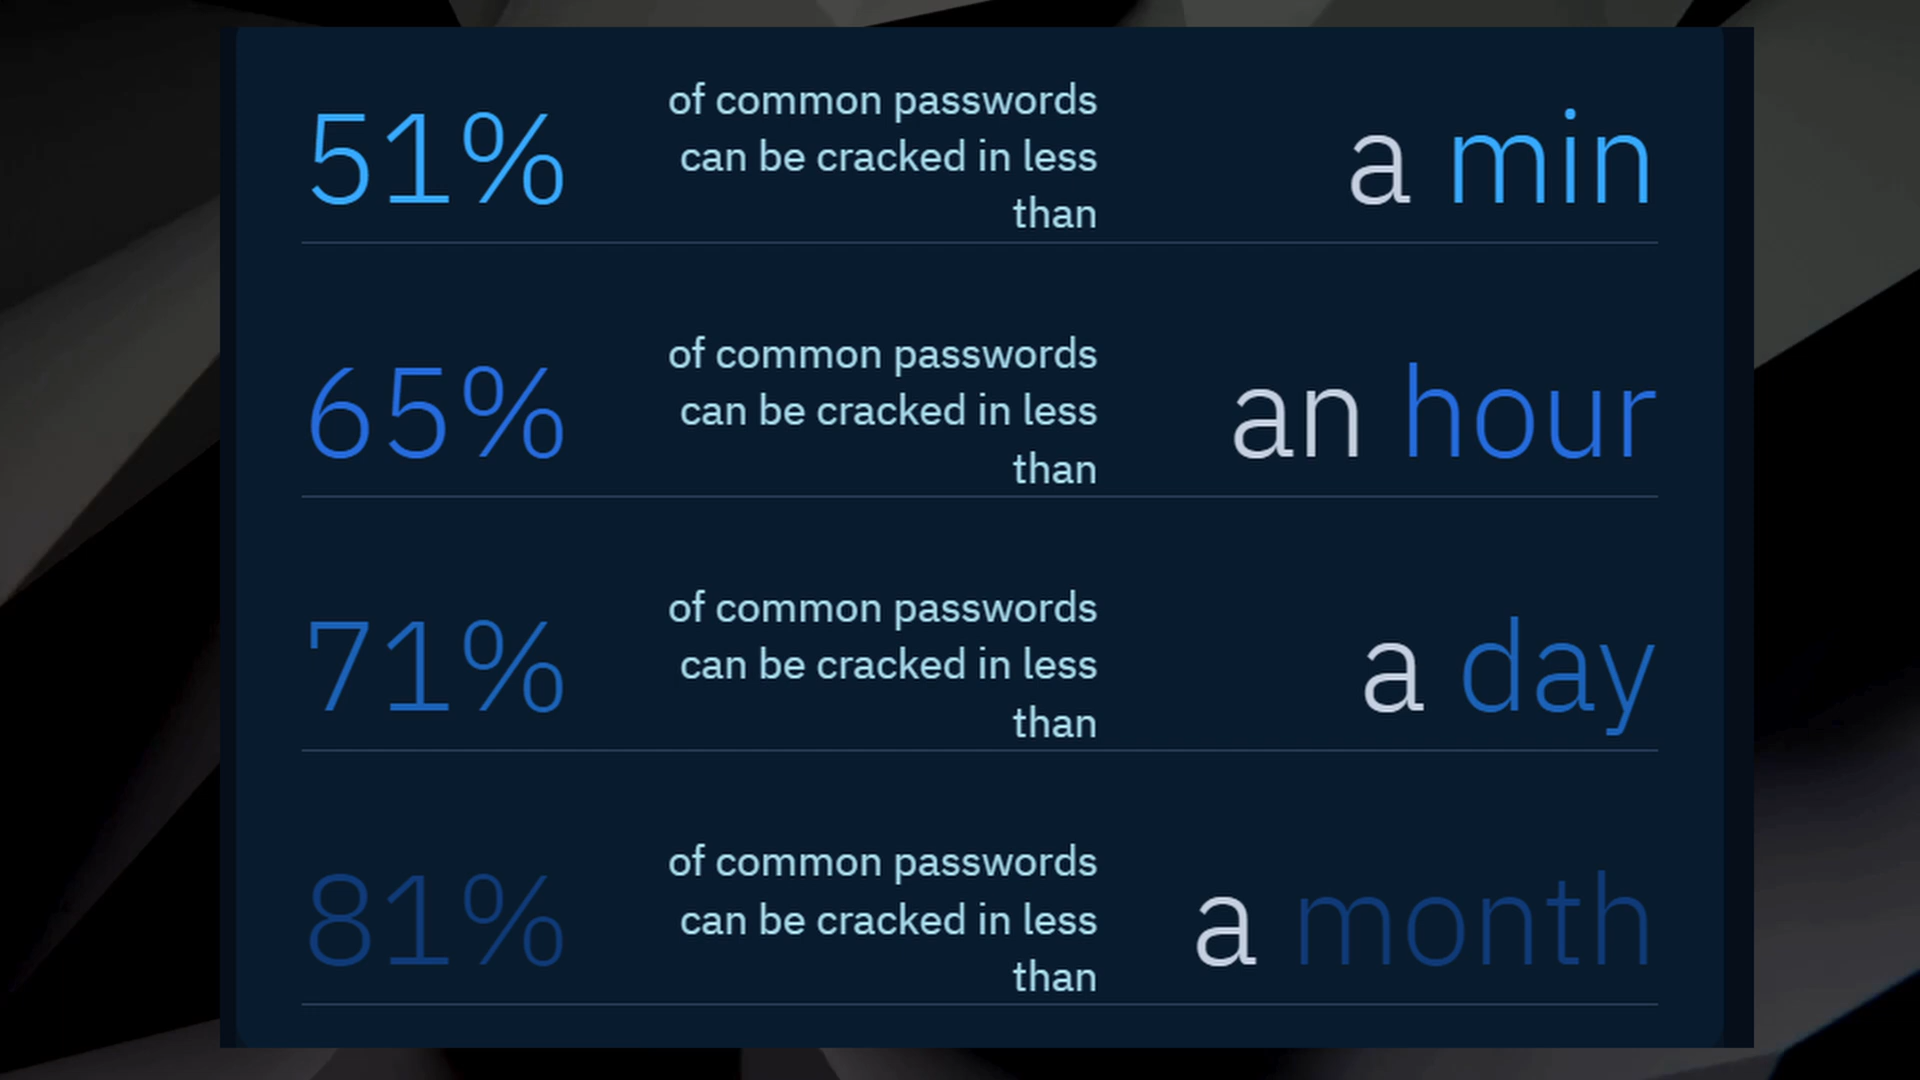 51%
of common passwords
can be cracked in less
than
a min
65%
of common passwords
can be cracked in less
than
an hour
71%
of common passwords
can be cracked in less
than
a day
81%
of common passwords
can be cracked in less
than
a month